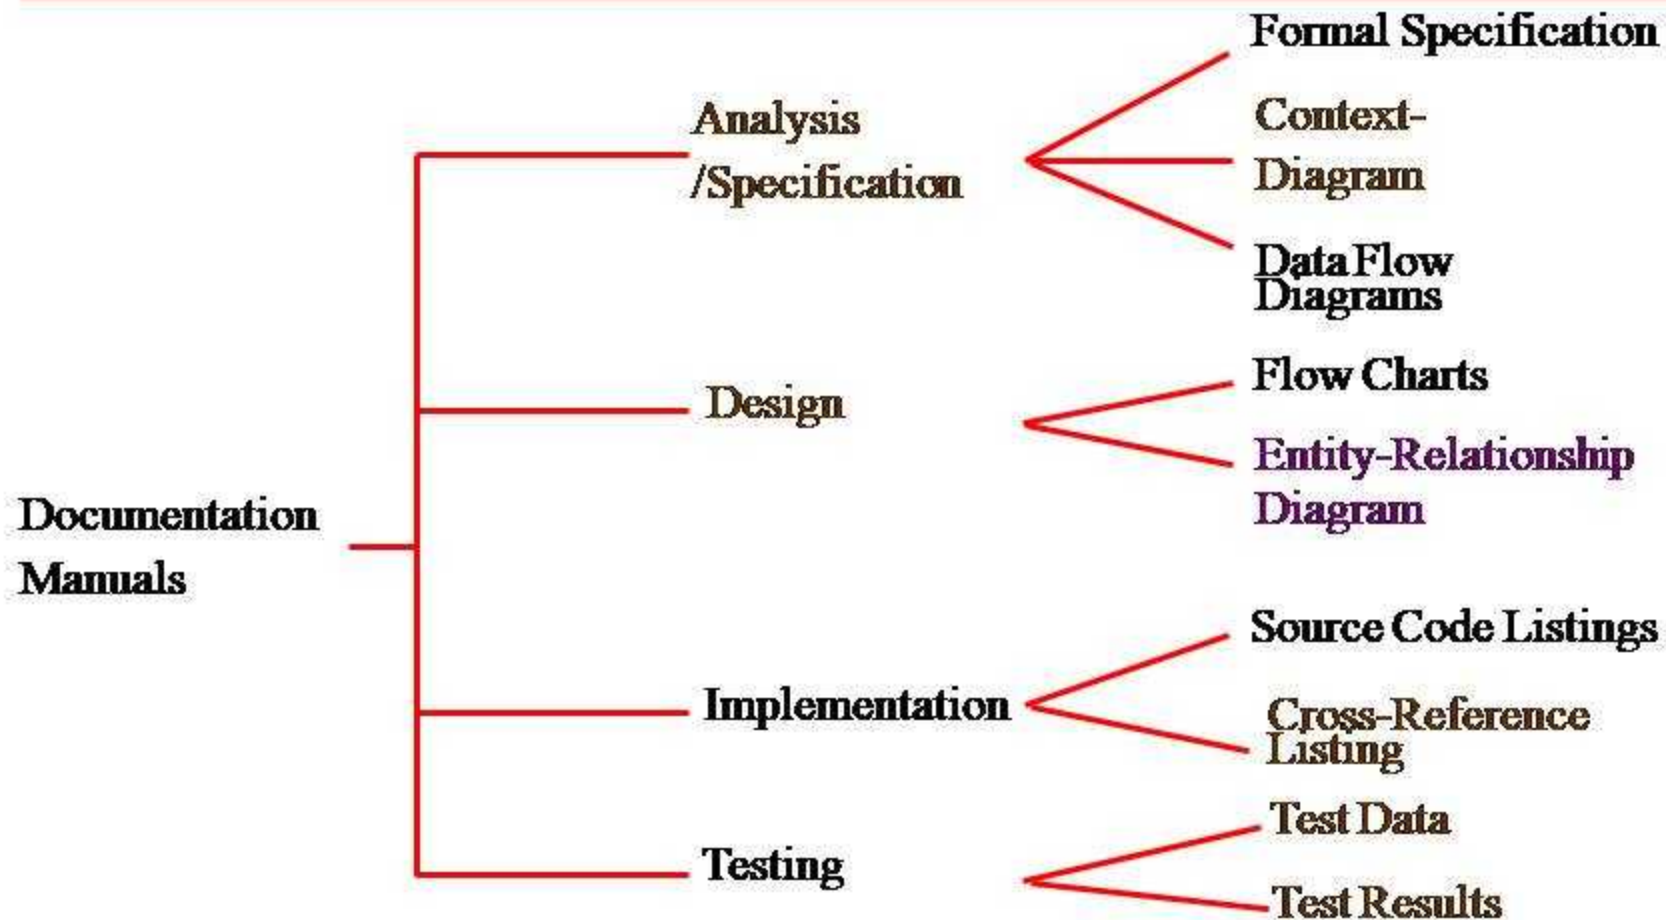 Formal Specification
Analysis
/Specification
Context-
Diagram
Data Flow
Diagrams
Design
Flow Charts
Entity-Relationship
Diagram
Documentation
Manuals
Implementation
Source Code Listings
Cross-Reference
Listing
Testing
Test Data
Test Results